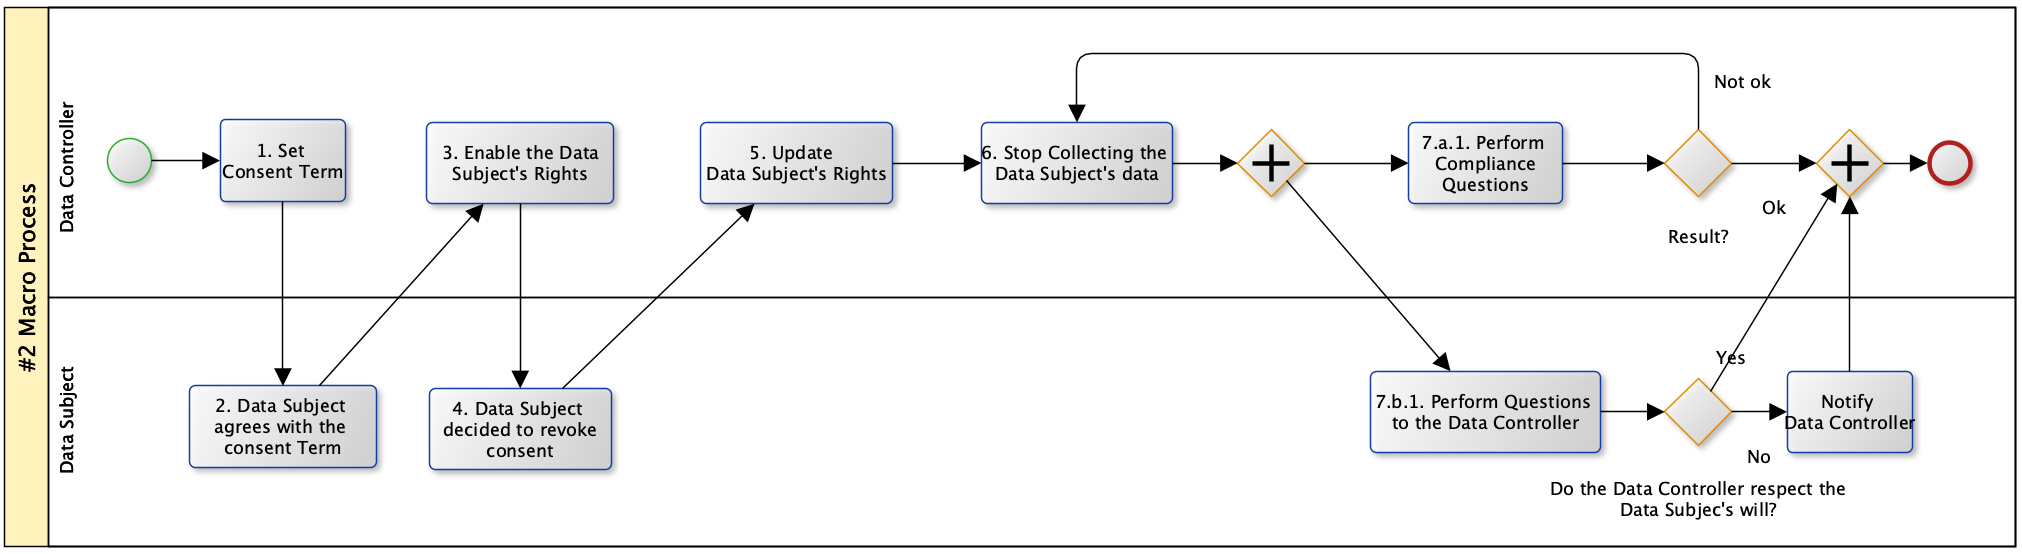 #2 Macro Process
Data Controller
1. Set
Consent Term
3. Enable the Data
Subject's Rights
5. Update
Data Subject's Rights
6. Stop Collecting the
Data Subject's data
7.a.1. Perform
Compliance
Questions
Not ok
Ok
Result?
Data Subject
2. Data Subject
agrees with the
consent Term
4. Data Subject
decided to revoke
consent
7.b.1. Perform Questions
to the Data Controller
Yes
No
Notify
Data Controller
Do the Data Controller respect the
Data Subjec's will?